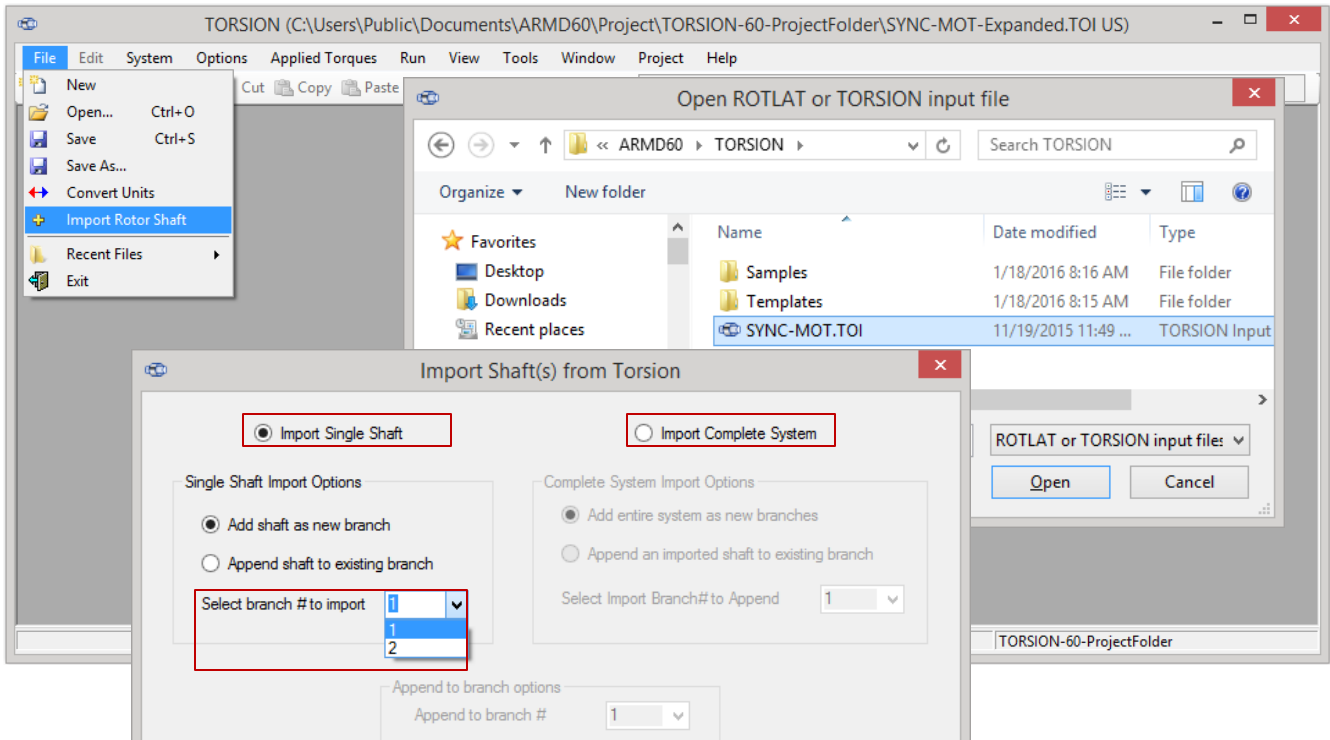 TORSION (C:\Users\Public\Documents\ARMD60\Project\TORSION-60-ProjectFolder\SYNC-MOT-Expanded.TOI US)
File Edit System Options Applied Torques Run View Tools Window Project Help
Cut Copy Paste
New
Open... Ctrl+O
Save Ctrl+S
Save As...
Convert Units
Import Rotor Shaft
Recent Files
Exit
Open ROTLAT or TORSION input file
« ARMD60 TORSION
Search TORSION
Organize New folder
Favorites
Desktop
Downloads
Recent places
Name Date modified Type
Samples 1/18/2016 8:16 AM File folder
Templates 1/18/2016 8:15 AM File folder
SYNC-MOT.TOI 11/19/2015 11:49 ... TORSION Input
ROTLAT or TORSION input files
Open Cancel
Import Shaft(s) from Torsion
Import Single Shaft
Import Complete System
Single Shaft Import Options
Add shaft as new branch
Append shaft to existing branch
Select branch # to import 1
1
2
Complete System Import Options
Add entire system as new branches
Append an imported shaft to existing branch
Select Import Branch# to Append 1
Append to branch options
Append to branch # 1
TORSION-60-ProjectFolder